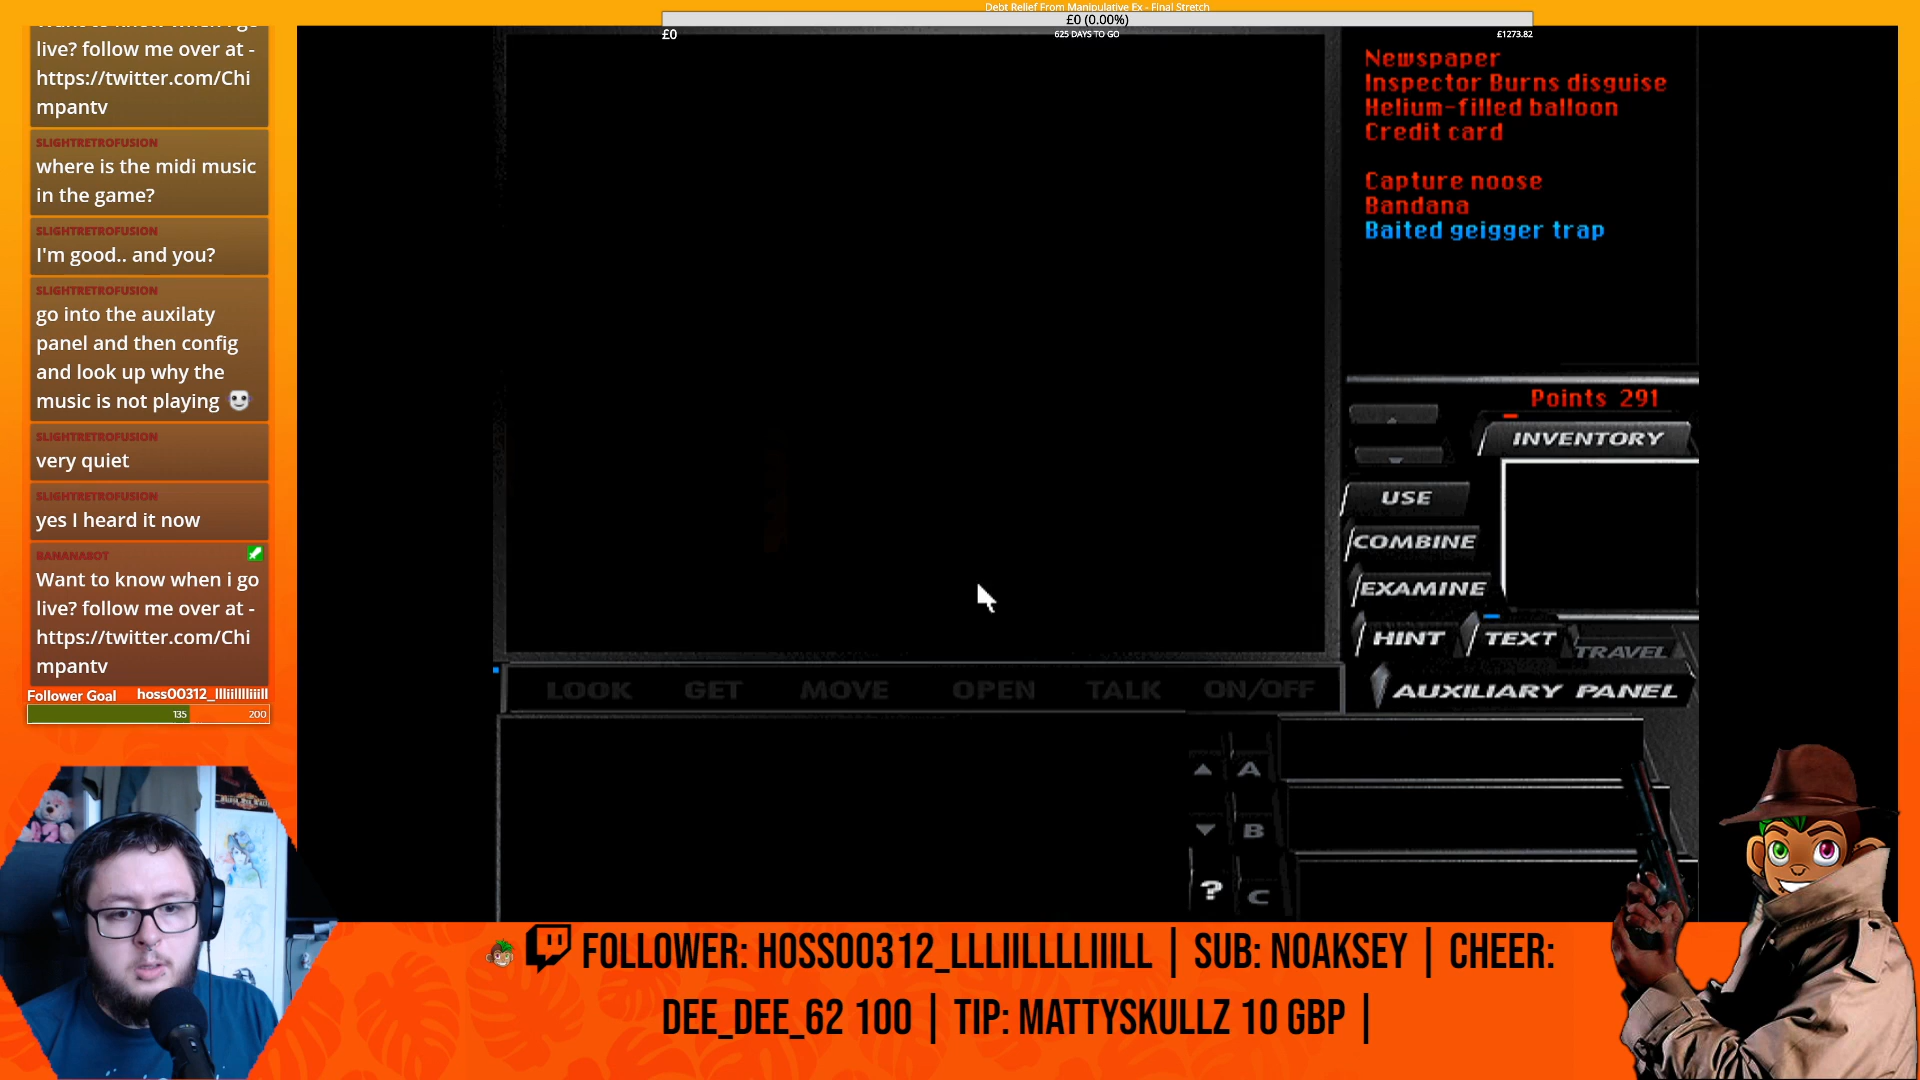 Debt Relief From Manipulative Ex - Final Stretch
£0 (0.00%)
£0
625 DAYS TO GO
£1273.82
live? follow me over at -
https://twitter.com/Chi
mpantv
SLIGHTRETROFUSION
where is the midi music
in the game?
SLIGHTRETROFUSION
I'm good.. and you?
SLIGHTRETROFUSION
go into the auxilaty
panel and then config
and look up why the
music is not playing
SLIGHTRETROFUSION
very quiet
SLIGHTRETROFUSION
yes I heard it now
BANANABOT
Want to know when i go
live? follow me over at -
https://twitter.com/Chi
mpantv
Follower Goal
135
200
Newspaper
Inspector Burns disguise
Helium-filled balloon
Credit card
Capture noose
Bandana
Baited geigger trap
Points 291
INVENTORY
USE
COMBINE
EXAMINE
HINT TEXT TRAVEL
AUXILIARY PANEL
LOOK GET MOVE OPEN TALK ON/OFF
A
B
? C
FOLLOWER: HOSS00312_LLLIILLLLIIILL | SUB: NOAKSEY | CHEER:
DEE_DEE_62 100 | TIP: MATTYSKULLZ 10 GBP |